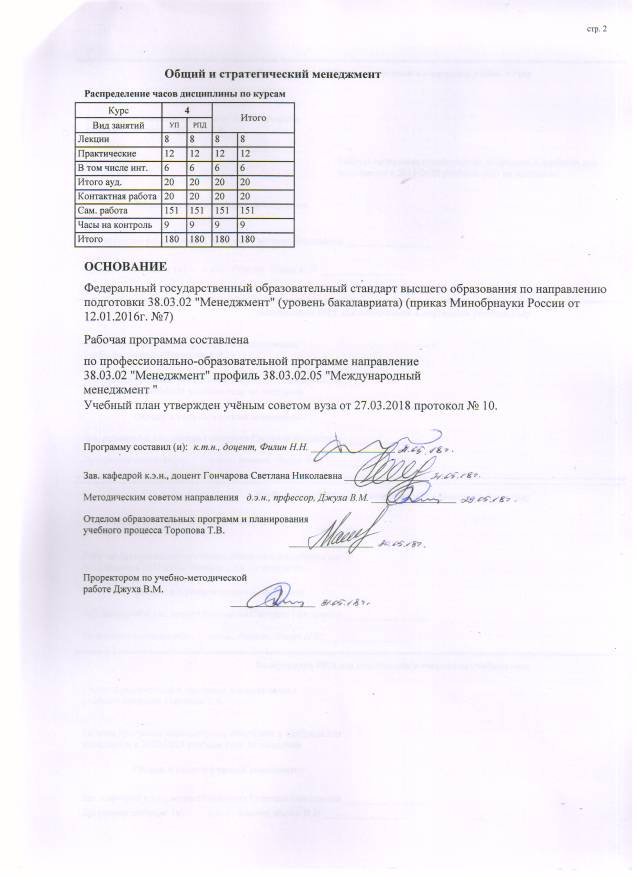 стр. 2
Общий и стратегический менеджмент
Распределение часов дисциплины по курсам
Курс 4 Итого
Вид занятий УП РПД
Лекции 8 8 8 8
Практические 12 12 12 12
В том числе инт. 6 6 6 6
Итого ауд. 20 20 20 20
Контактная работа 20 20 20 20
Сам. работа 151 151 151 151
Часы на контроль 9 9 9 9
Итого 180 180 180 180
ОСНОВАНИЕ
Федеральный государственный образовательный стандарт высшего образования по направлению
подготовки 38.03.02 "Менеджмент" (уровень бакалавриата) (приказ Минобрнауки России от
12.01.2016г. №7)
Рабочая программа составлена
по профессионально-образовательной программе направление
38.03.02 "Менеджмент" профиль 38.03.02.05 "Международный
менеджмент "
Учебный план утвержден учёным советом вуза от 27.03.2018 протокол № 10.
Программу составил (и): к.т.н., доцент, Филин Н.Н.
Зав. кафедрой к.э.н., доцент Гончарова Светлана Николаевна
Методическим советом направления д.э.н., прфессор, Джуха В.М. 29.05.18г.
Отделом образовательных программ и планирования
учебного процесса Торопова Т.В.
Проректором по учебно-методической
работе Джуха В.М.
31.05.18г.